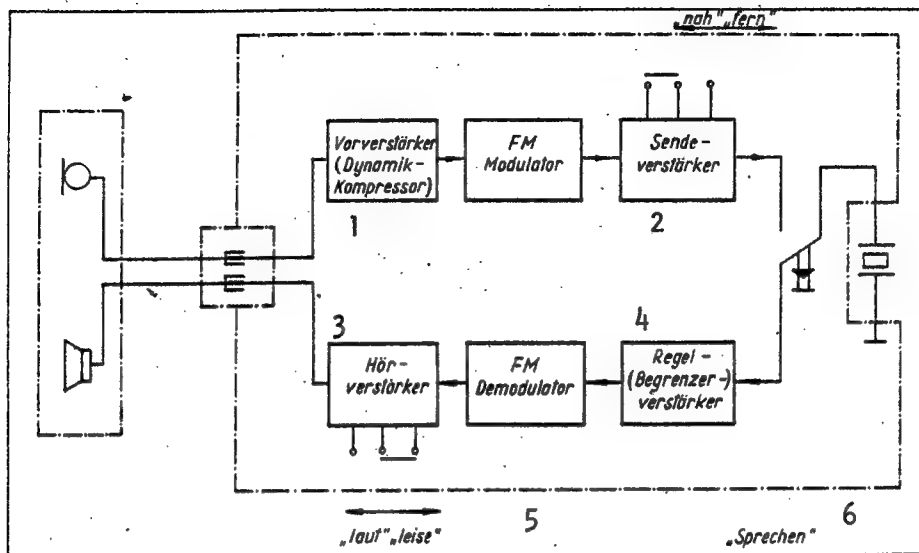 „nah" „fern"
Vorverstärker
(Dynamik-
Kompressor)
FM
Modulator
Sende-
verstärker
1
2
3
4
Hör-
verstärker
FM
Demodulator
Regel-
(Begrenzer-)
verstärker
5
6
„laut" „leise"
„Sprechen"